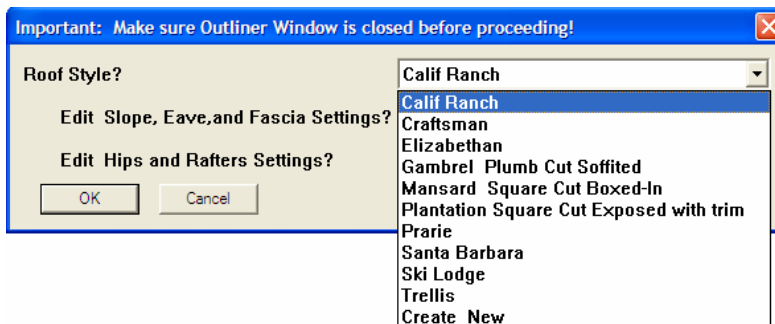 Important: Make sure Outliner Window is closed before proceeding!
Roof Style?
Calif Ranch
Edit Slope, Eave,and Fascia Settings?
Edit Hips and Rafters Settings?
OK
Cancel
Calif Ranch
Craftsman
Elizabethan
Gambrel Plumb Cut Soffited
Mansard Square Cut Boxed-In
Plantation Square Cut Exposed with trim
Prarie
Santa Barbara
Ski Lodge
Trellis
Create New